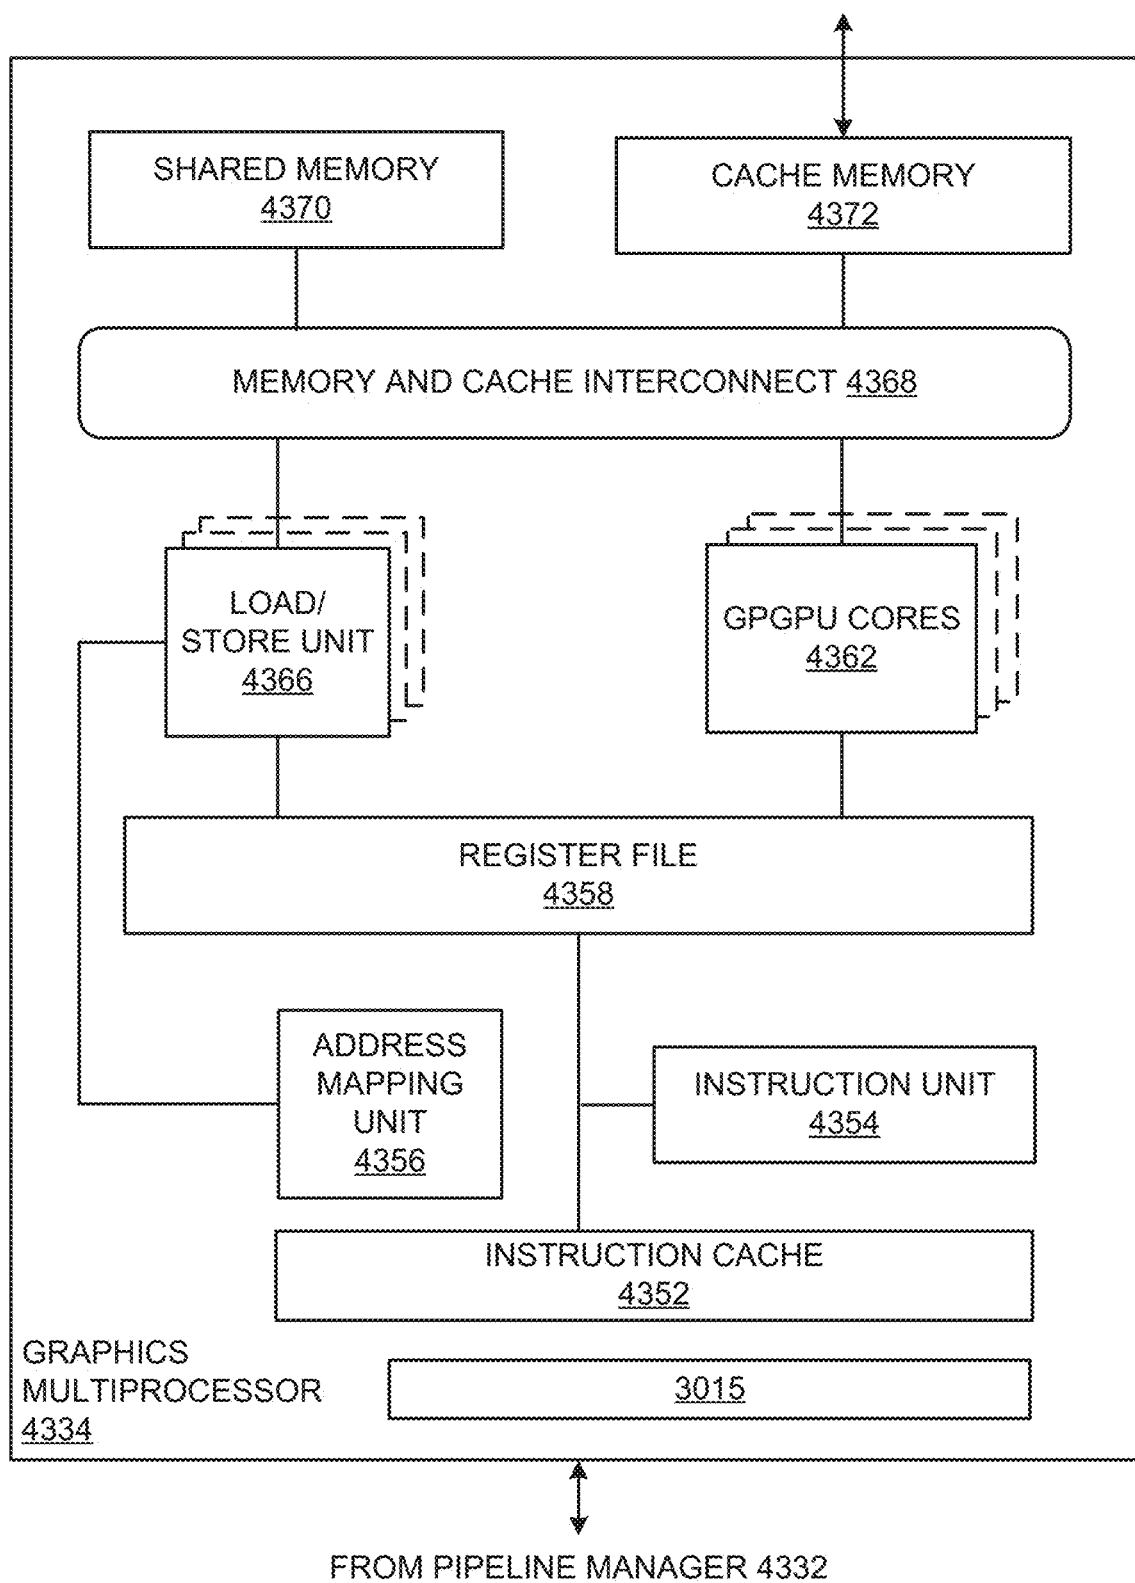 SHARED MEMORY
4370
CACHE MEMORY
4372
MEMORY AND CACHE INTERCONNECT 4368
LOAD/
STORE UNIT
4366
GPGPU CORES
4362
REGISTER FILE
4358
ADDRESS
MAPPING
UNIT
4356
INSTRUCTION UNIT
4354
INSTRUCTION CACHE
4352
GRAPHICS
MULTIPROCESSOR
4334
3015
FROM PIPELINE MANAGER 4332